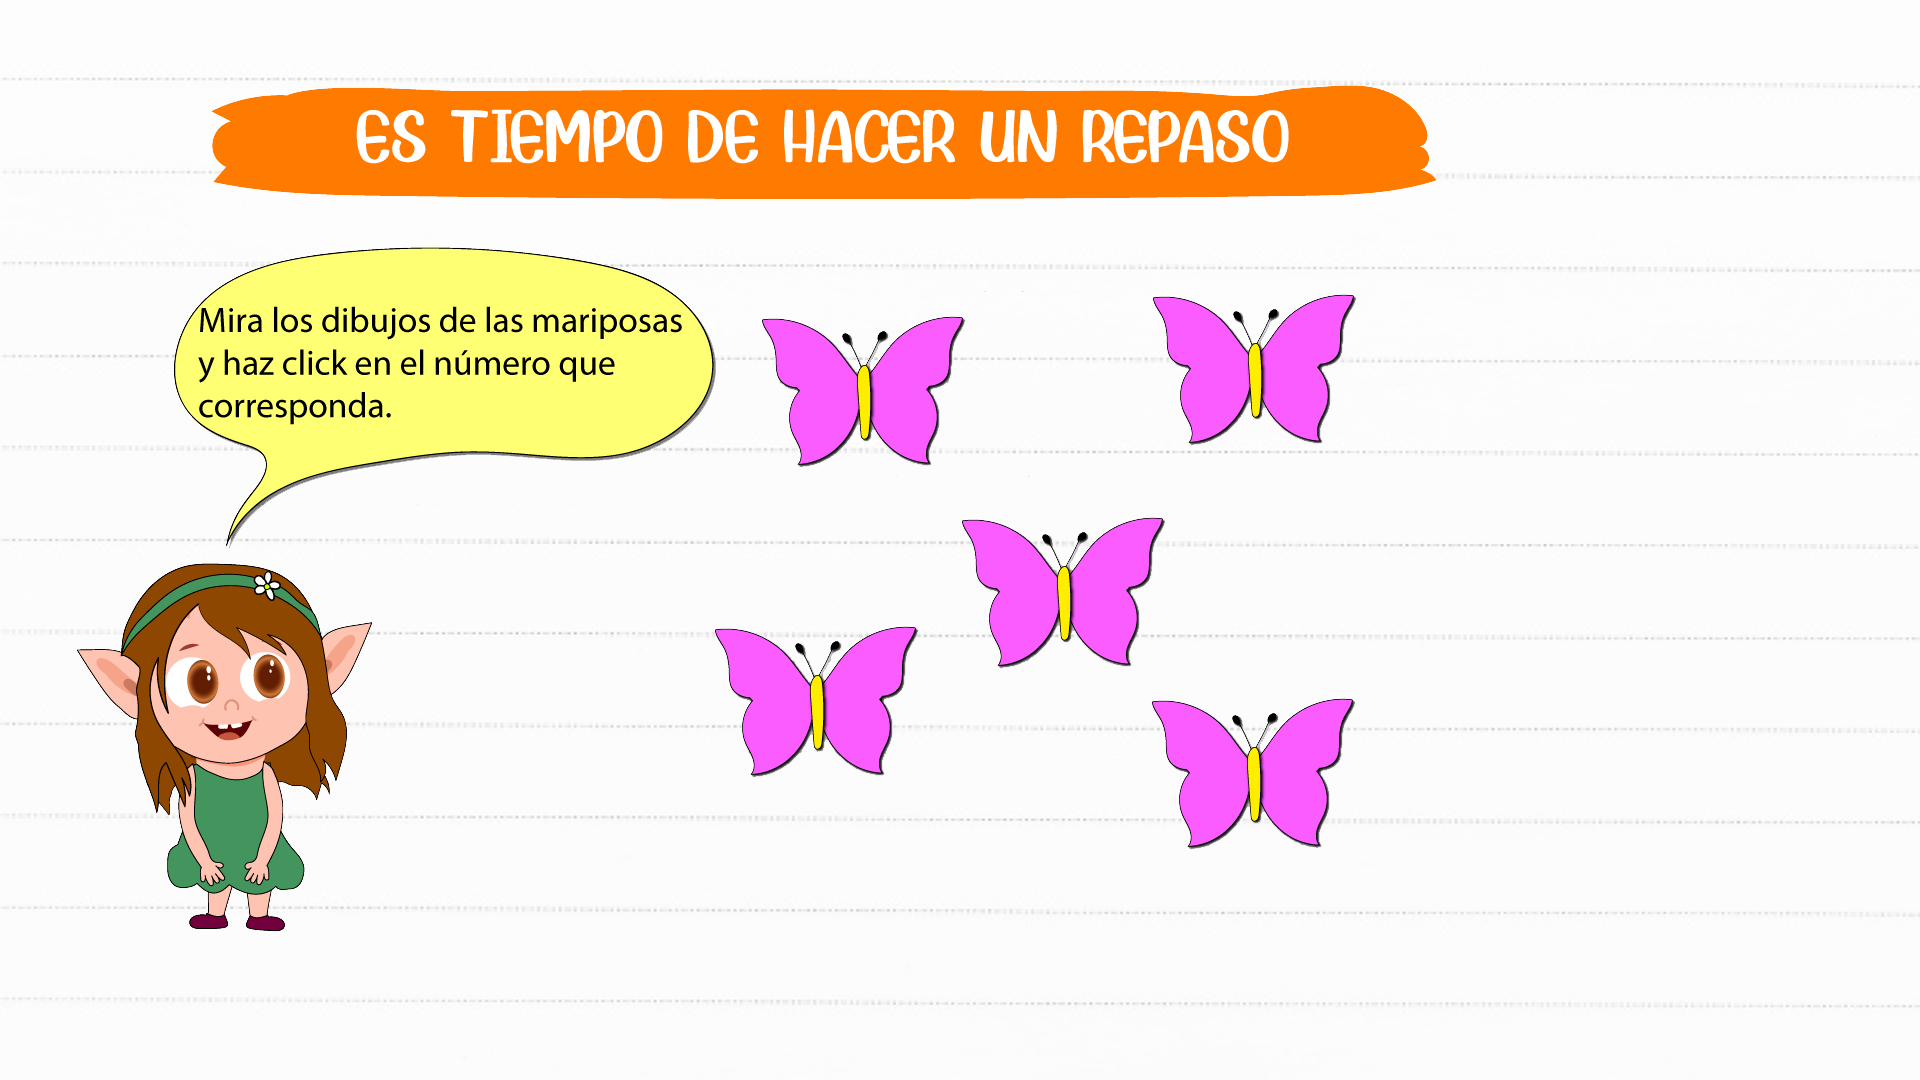 ES TIEMPO DE HACER UN REPASO
Mira los dibujos de las mariposas
y haz click en el número que
corresponda.